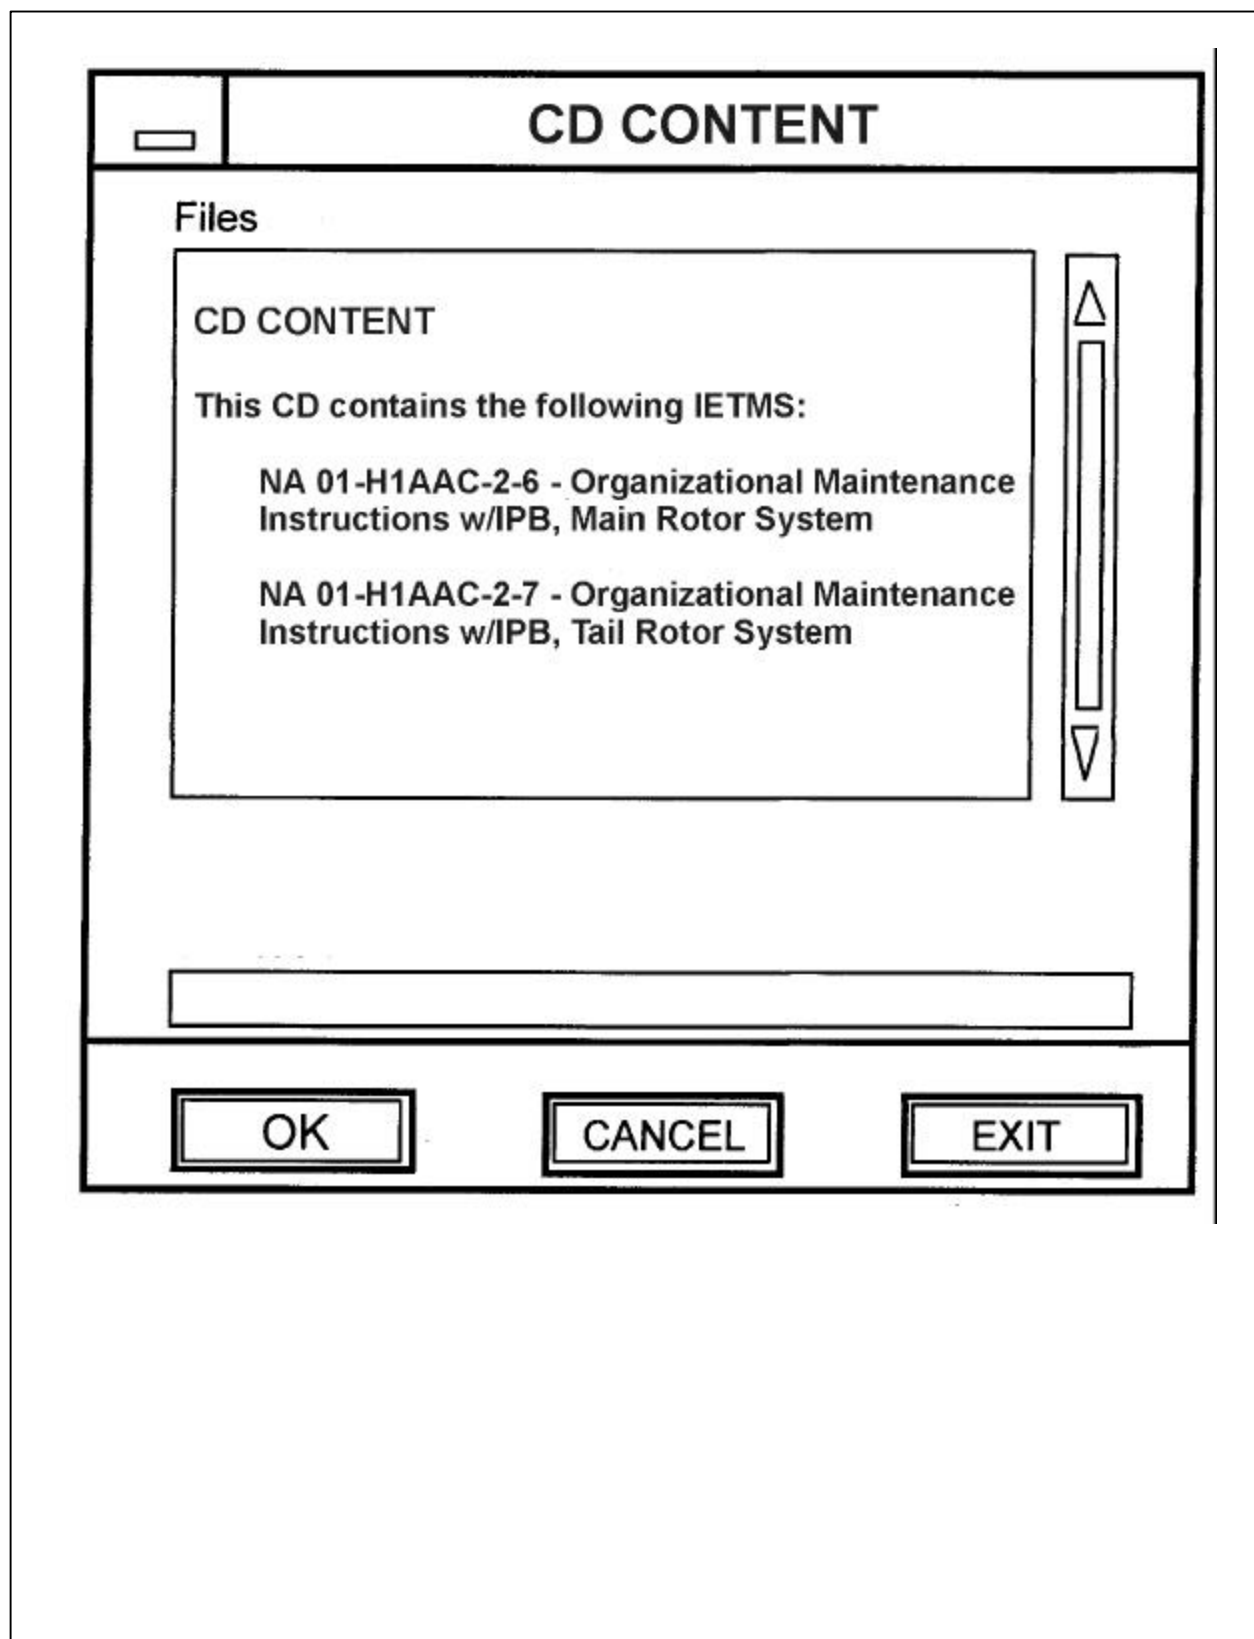 CD CONTENT
Files
CD CONTENT
This CD contains the following IETMS:
NA 01-H1AAC-2-6 - Organizational Maintenance
Instructions w/IPB, Main Rotor System
NA 01-H1AAC-2-7 - Organizational Maintenance
Instructions w/IPB, Tail Rotor System
OK
CANCEL
EXIT